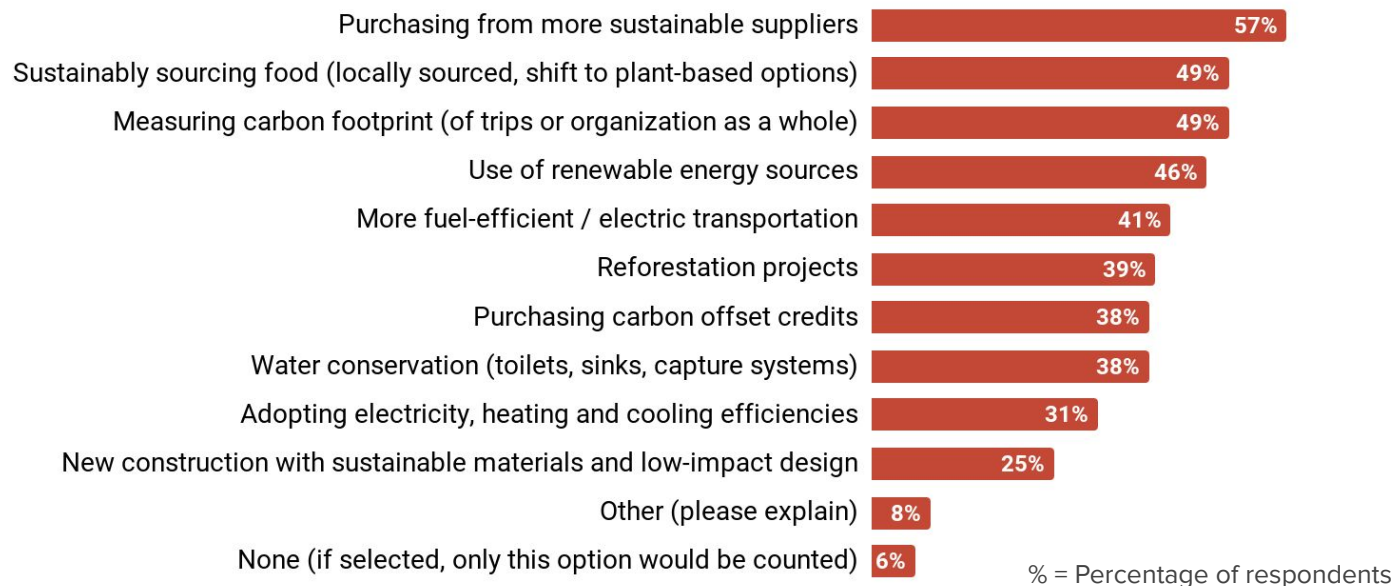 Purchasing from more sustainable suppliers 57%
Sustainably sourcing food (locally sourced, shift to plant-based options) 49%
Measuring carbon footprint (of trips or organization as a whole) 49%
Use of renewable energy sources 46%
More fuel-efficient / electric transportation 41%
Reforestation projects 39%
Purchasing carbon offset credits 38%
Water conservation (toilets, sinks, capture systems) 38%
Adopting electricity, heating and cooling efficiencies 31%
New construction with sustainable materials and low-impact design 25%
Other (please explain) 8%
None (if selected, only this option would be counted) 6%
% = Percentage of respondents